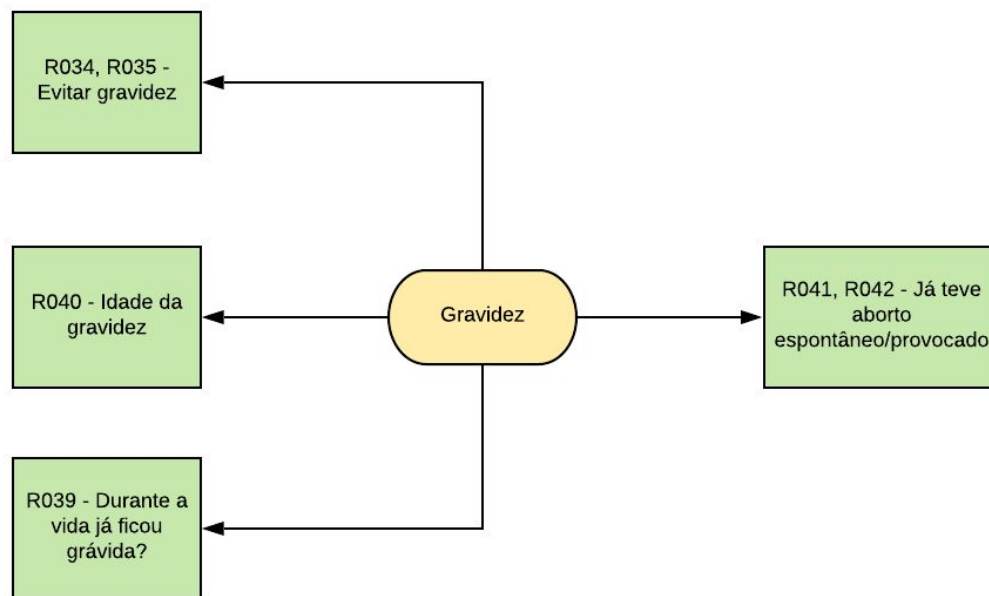 R034, R035 -
Evitar gravidez
R040 - Idade da
gravidez
Gravidez
R041, R042 - Já teve
aborto
espontâneo/provocado
R039 - Durante a
vida já ficou
grávida?